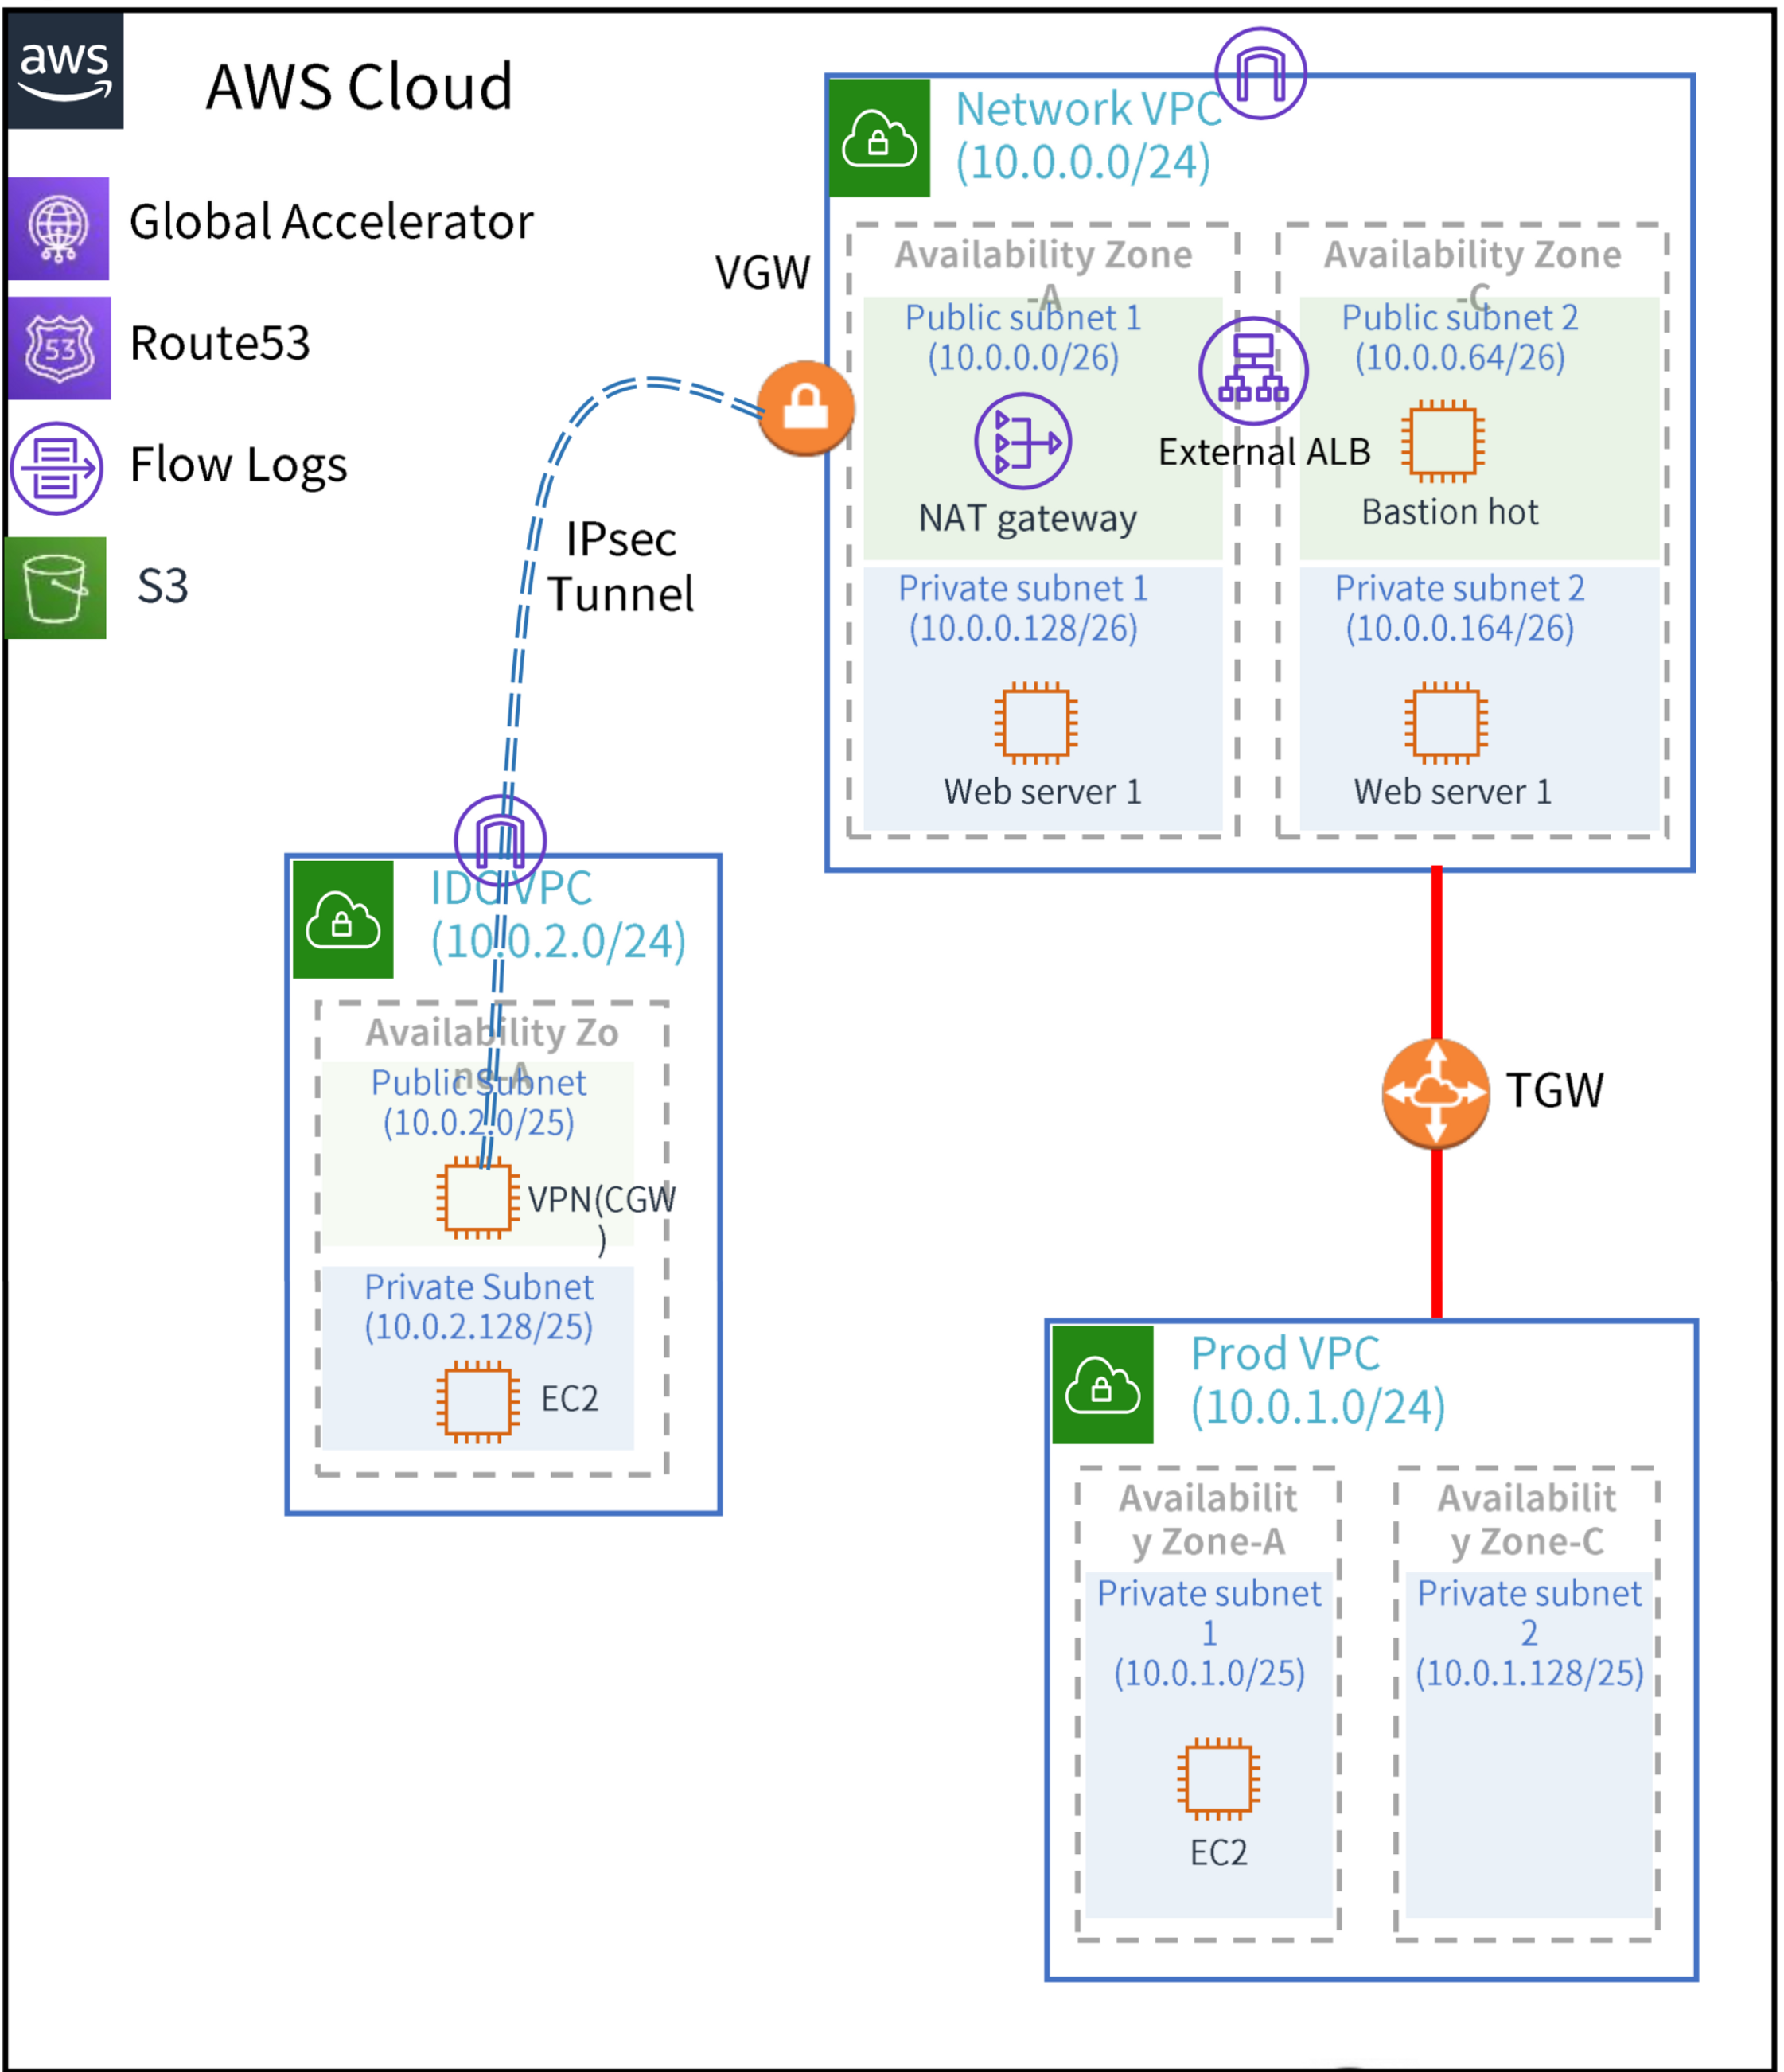 aws
AWS Cloud
Global Accelerator
Route53
53
Flow Logs
S3
VGW
IPsec
Tunnel
Network VPC
(10.0.0.0/24)
Availability Zone
-A
Public subnet 1
(10.0.0.0/26)
NAT gateway
Private subnet 1
(10.0.0.128/26)
Web server 1
External ALB
Availability Zone
-C
Public subnet 2
(10.0.0.64/26)
Bastion hot
Private subnet 2
(10.0.0.164/26)
Web server 1
IDC VPC
(10.0.2.0/24)
Availability Zo
ne-A
Public Subnet
(10.0.2.0/25)
VPN(CGW
)
Private Subnet
(10.0.2.128/25)
EC2
TGW
Prod VPC
(10.0.1.0/24)
Availabilit
y Zone-A
Private subnet
1
(10.0.1.0/25)
EC2
Availabilit
y Zone-C
Private subnet
2
(10.0.1.128/25)